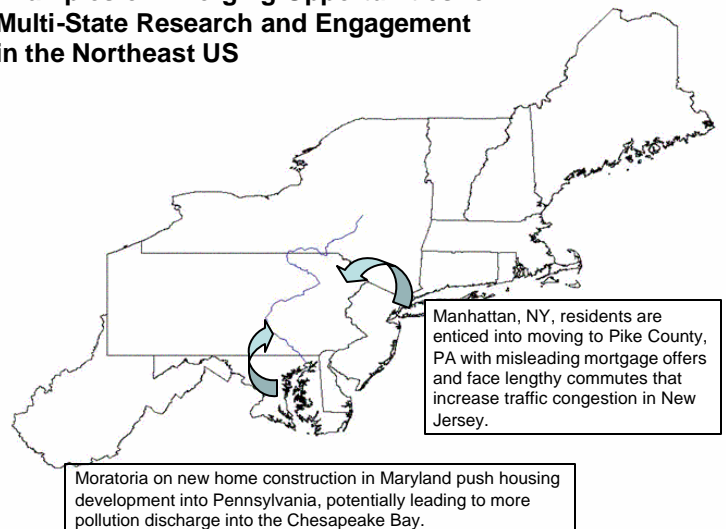 Multi-State Research and Engagement
in the Northeast US
Manhattan, NY, residents are
enticed into moving to Pike County,
PA with misleading mortgage offers
and face lengthy commutes that
increase traffic congestion in New
Jersey.
Moratoria on new home construction in Maryland push housing
development into Pennsylvania, potentially leading to more
pollution discharge into the Chesapeake Bay.